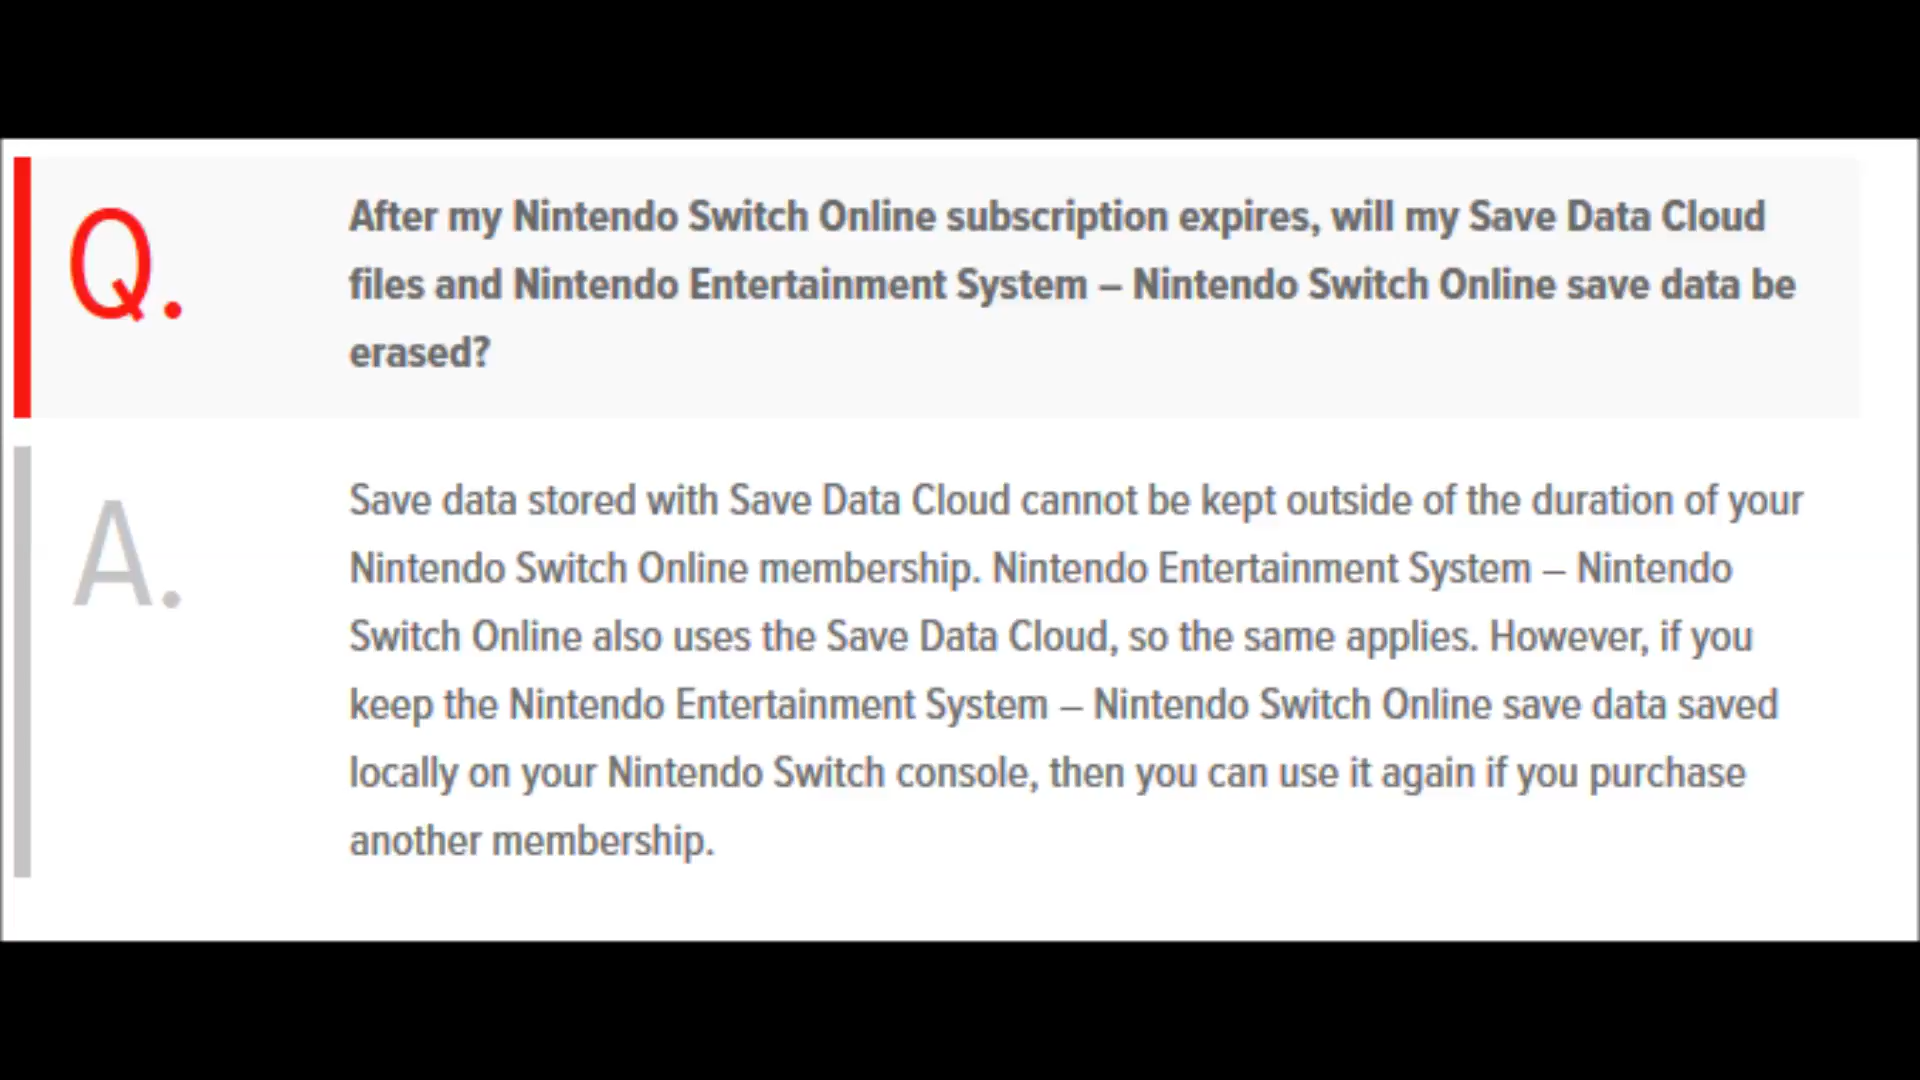 Q.
After my Nintendo Switch Online subscription expires, will my Save Data Cloud
files and Nintendo Entertainment System – Nintendo Switch Online save data be
erased?
A.
Save data stored with Save Data Cloud cannot be kept outside of the duration of your
Nintendo Switch Online membership. Nintendo Entertainment System – Nintendo
Switch Online also uses the Save Data Cloud, so the same applies. However, if you
keep the Nintendo Entertainment System – Nintendo Switch Online save data saved
locally on your Nintendo Switch console, then you can use it again if you purchase
another membership.